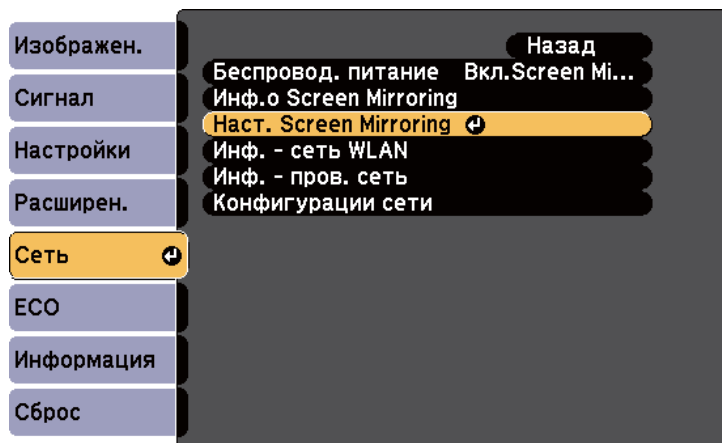 Изображен.
Сигнал
Настройки
Расширен.
Сеть
ECO
Информация
Сброс
Назад
Беспровод. питание Вкл.Screen Mi...
Инф.о Screen Mirroring
Наст. Screen Mirroring
Инф. - сеть WLAN
Инф. - пров. сеть
Конфигурации сети